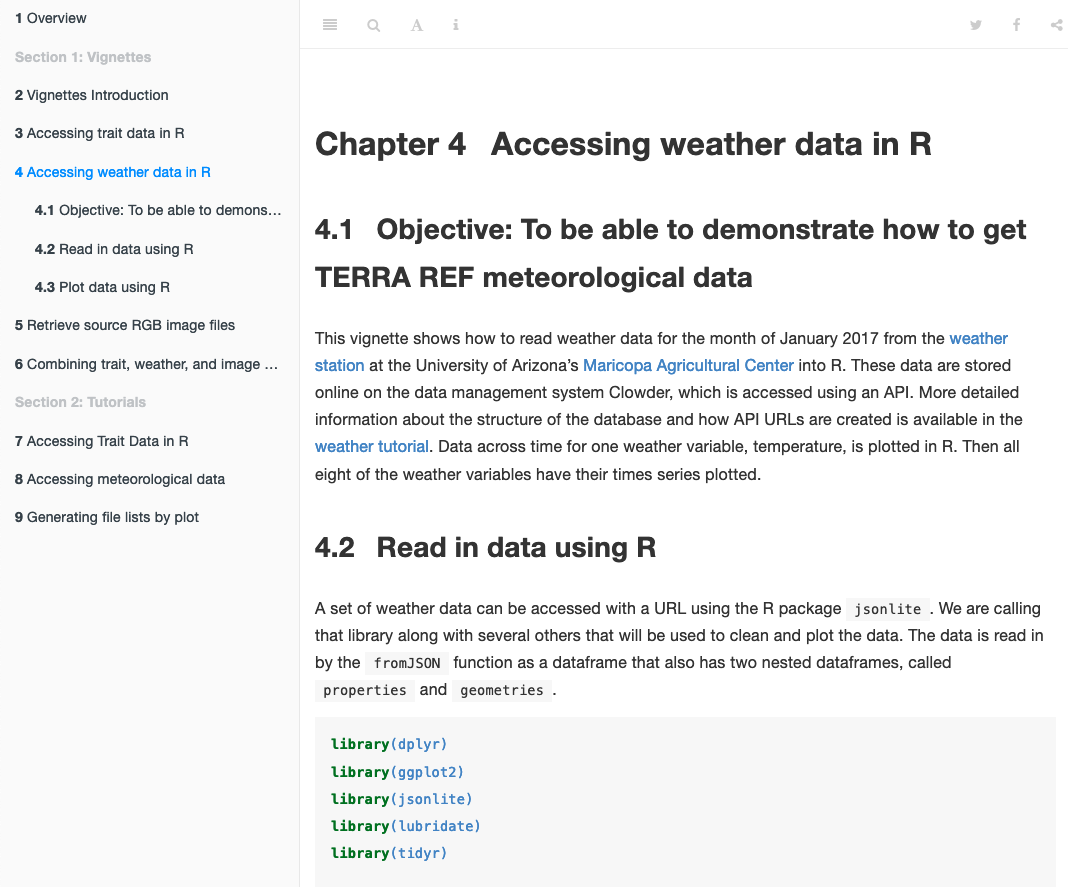 1 Overview
Section 1: Vignettes
2 Vignettes Introduction
3 Accessing trait data in R
4 Accessing weather data in R
4.1 Objective: To be able to demons…
4.2 Read in data using R
4.3 Plot data using R
5 Retrieve source RGB image files
6 Combining trait, weather, and image …
Section 2: Tutorials
7 Accessing Trait Data in R
8 Accessing meteorological data
9 Generating file lists by plot
A
Chapter 4 Accessing weather data in R
4.1 Objective: To be able to demonstrate how to get
TERRA REF meteorological data
This vignette shows how to read weather data for the month of January 2017 from the weather
station at the University of Arizona’s Maricopa Agricultural Center into R. These data are stored
online on the data management system Clowder, which is accessed using an API. More detailed
information about the structure of the database and how API URLs are created is available in the
weather tutorial. Data across time for one weather variable, temperature, is plotted in R. Then all
eight of the weather variables have their times series plotted.
4.2 Read in data using R
A set of weather data can be accessed with a URL using the R package jsonlite. We are calling
that library along with several others that will be used to clean and plot the data. The data is read in
by the fromJSON function as a dataframe that also has two nested dataframes, called
properties and geometries.
library(dplyr)
library(ggplot2)
library(jsonlite)
library(lubridate)
library(tidyr)